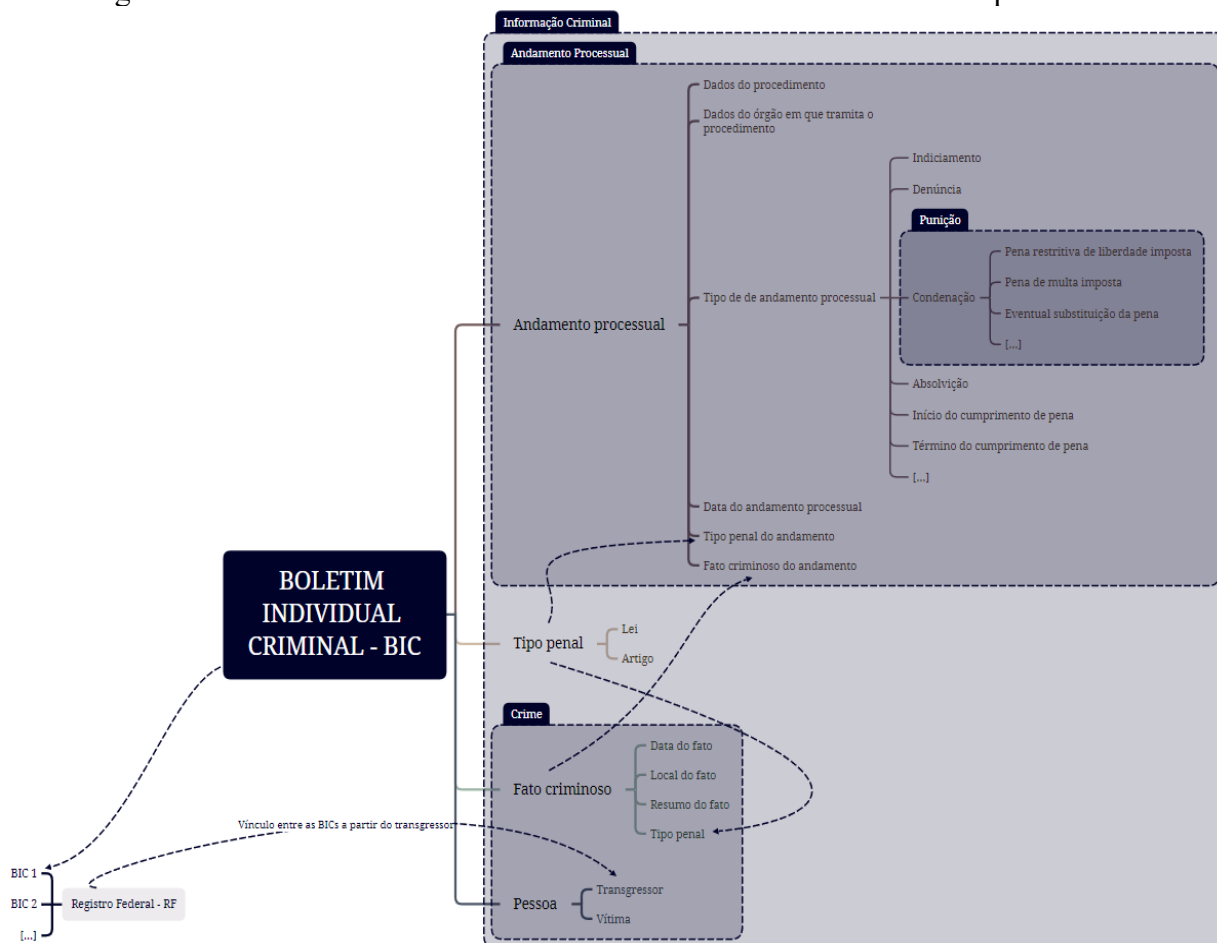 Informação Criminal
Andamento Processual
Dados do procedimento
Dados do órgão em que tramita o
procedimento
Indiciamento
Denúncia
Punição
Pena restritiva de liberdade imposta
Pena de multa imposta
Tipo de de andamento processual
Condenação
Eventual substituição da pena
[...]
Andamento processual
Absolvição
Início do cumprimento de pena
Término do cumprimento de pena
[...]
Data do andamento processual
Tipo penal do andamento
Fato criminoso do andamento
BOLETIM
INDIVIDUAL
CRIMINAL - BIC
Tipo penal
Lei
Artigo
Crime
Data do fato
Local do fato
Fato criminoso
Resumo do fato
Tipo penal
Vínculo entre as BICs a partir do transgressor
BIC 1
BIC 2
[...]
Registro Federal - RF
Pessoa
Transgressor
Vítima